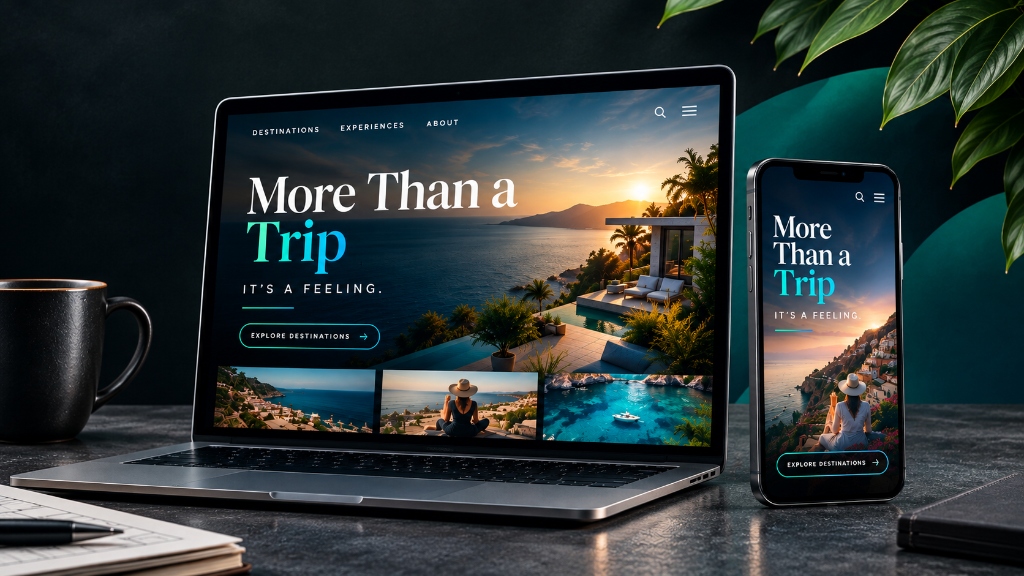 DESTINATIONS EXPERIENCES ABOUT
More Than a
Trip
IT'S A FEELING.
EXPLORE DESTINATIONS
More
Than a
Trip
IT'S A FEELING.
EXPLORE DESTINATIONS